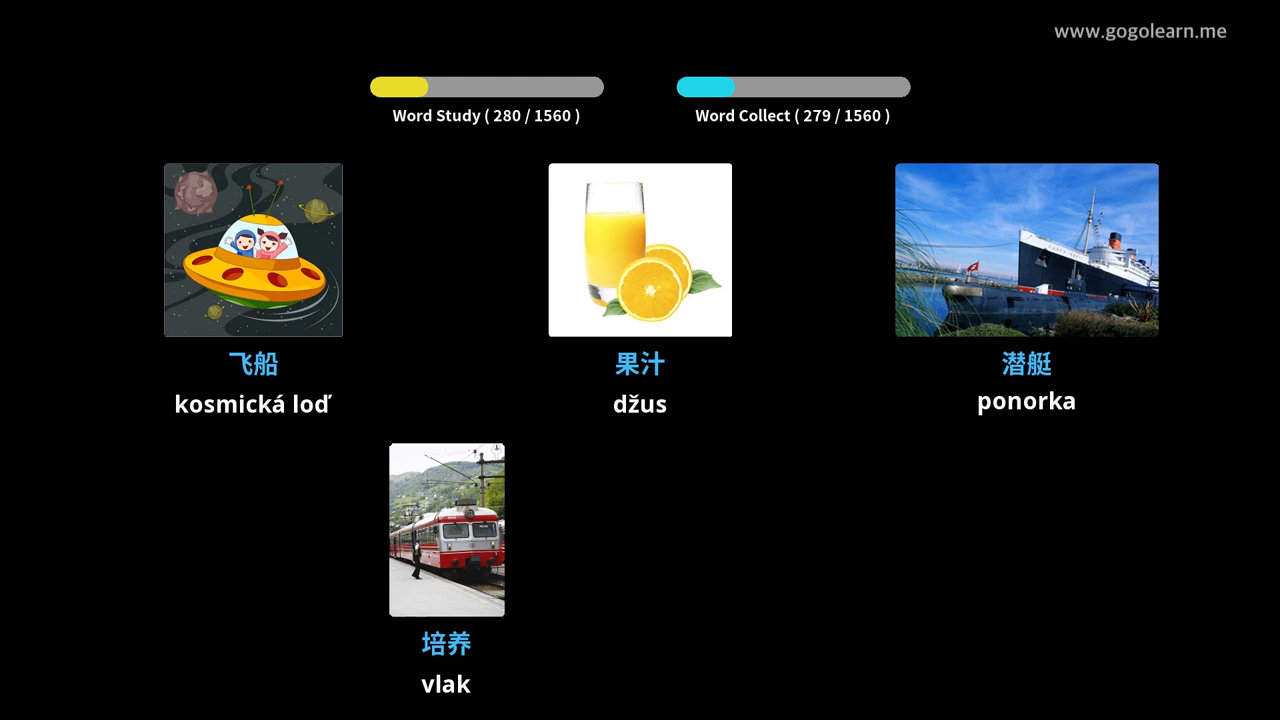 www.gogolearn.me
Word Study ( 280 / 1560 )
Word Collect ( 279 / 1560 )
飞船
kosmická loď
果汁
džus
潜艇
ponorka
培养
vlak